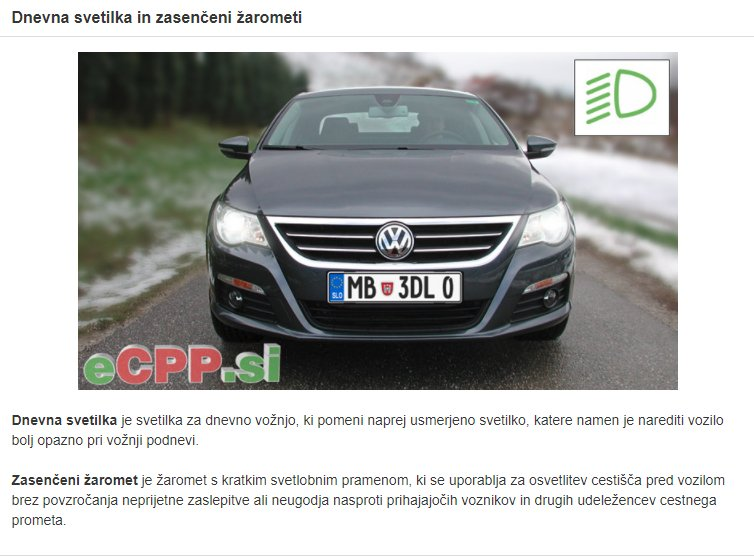 Dnevna svetilka in zasenčeni žarometi
SLO
MB 3DL 0
eCPP.si
Dnevna svetilka je svetilka za dnevno vožnjo, ki pomeni naprej usmerjeno svetilko, katere namen je narediti vozilo
bolj opazno pri vožnji podnevi.
Zasenčeni žaromet je žaromet s kratkim svetlobnim pramenom, ki se uporablja za osvetlitev cestišča pred vozilom
brez povzročanja neprijetne zaslepitve ali neugodja nasproti prihajajočih voznikov in drugih udeležencev cestnega
prometa.